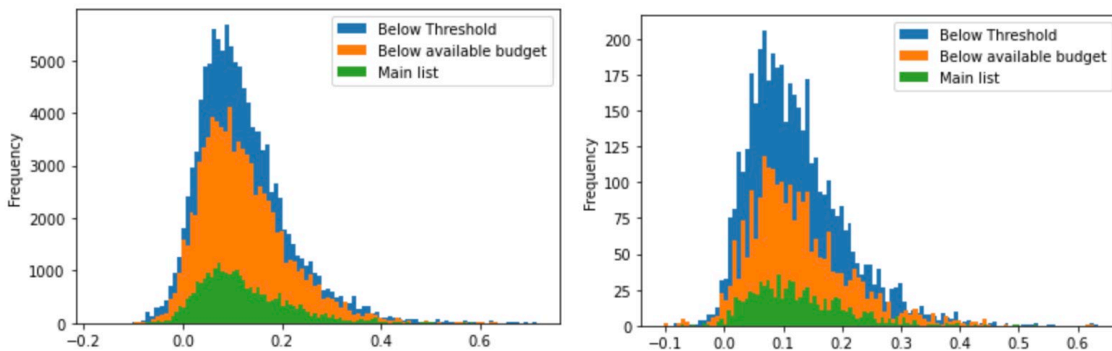 Below Threshold
Below available budget
Main list
Frequency
5000
4000
3000
2000
1000
0
−0.2 0.0 0.2 0.4 0.6
Below Threshold
Below available budget
Main list
Frequency
200
175
150
125
100
75
50
25
0
−0.1 0.0 0.1 0.2 0.3 0.4 0.5 0.6